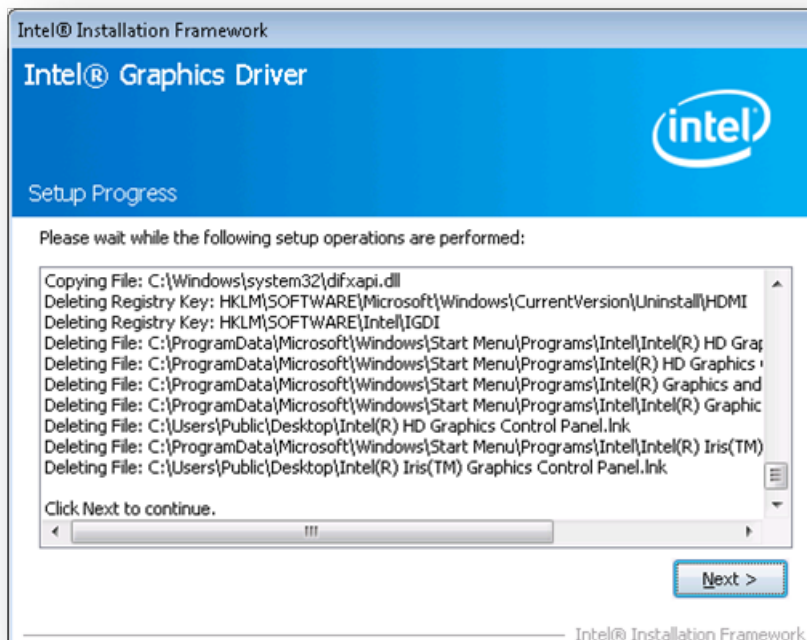 Intel® Installation Framework
Intel® Graphics Driver
intel
Setup Progress
Please wait while the following setup operations are performed:
Copying File: C:\Windows\system32\difxapi.dll
Deleting Registry Key: HKLM\SOFTWARE\Microsoft\Windows\CurrentVersion\Uninstall\HDMI
Deleting Registry Key: HKLM\SOFTWARE\Intel\IGDI
Deleting File: C:\ProgramData\Microsoft\Windows\Start Menu\Programs\Intel\Intel(R) HD Grap
Deleting File: C:\ProgramData\Microsoft\Windows\Start Menu\Programs\Intel(R) HD Graphics
Deleting File: C:\ProgramData\Microsoft\Windows\Start Menu\Programs\Intel(R) Graphics and
Deleting File: C:\ProgramData\Microsoft\Windows\Start Menu\Programs\Intel\Intel(R) Graphic
Deleting File: C:\Users\Public\Desktop\Intel(R) HD Graphics Control Panel.lnk
Deleting File: C:\ProgramData\Microsoft\Windows\Start Menu\Programs\Intel\Intel(R) Iris(TM)
Deleting File: C:\Users\Public\Desktop\Intel(R) Iris(TM) Graphics Control Panel.lnk
Click Next to continue.
Next >
Intel® Installation Framework